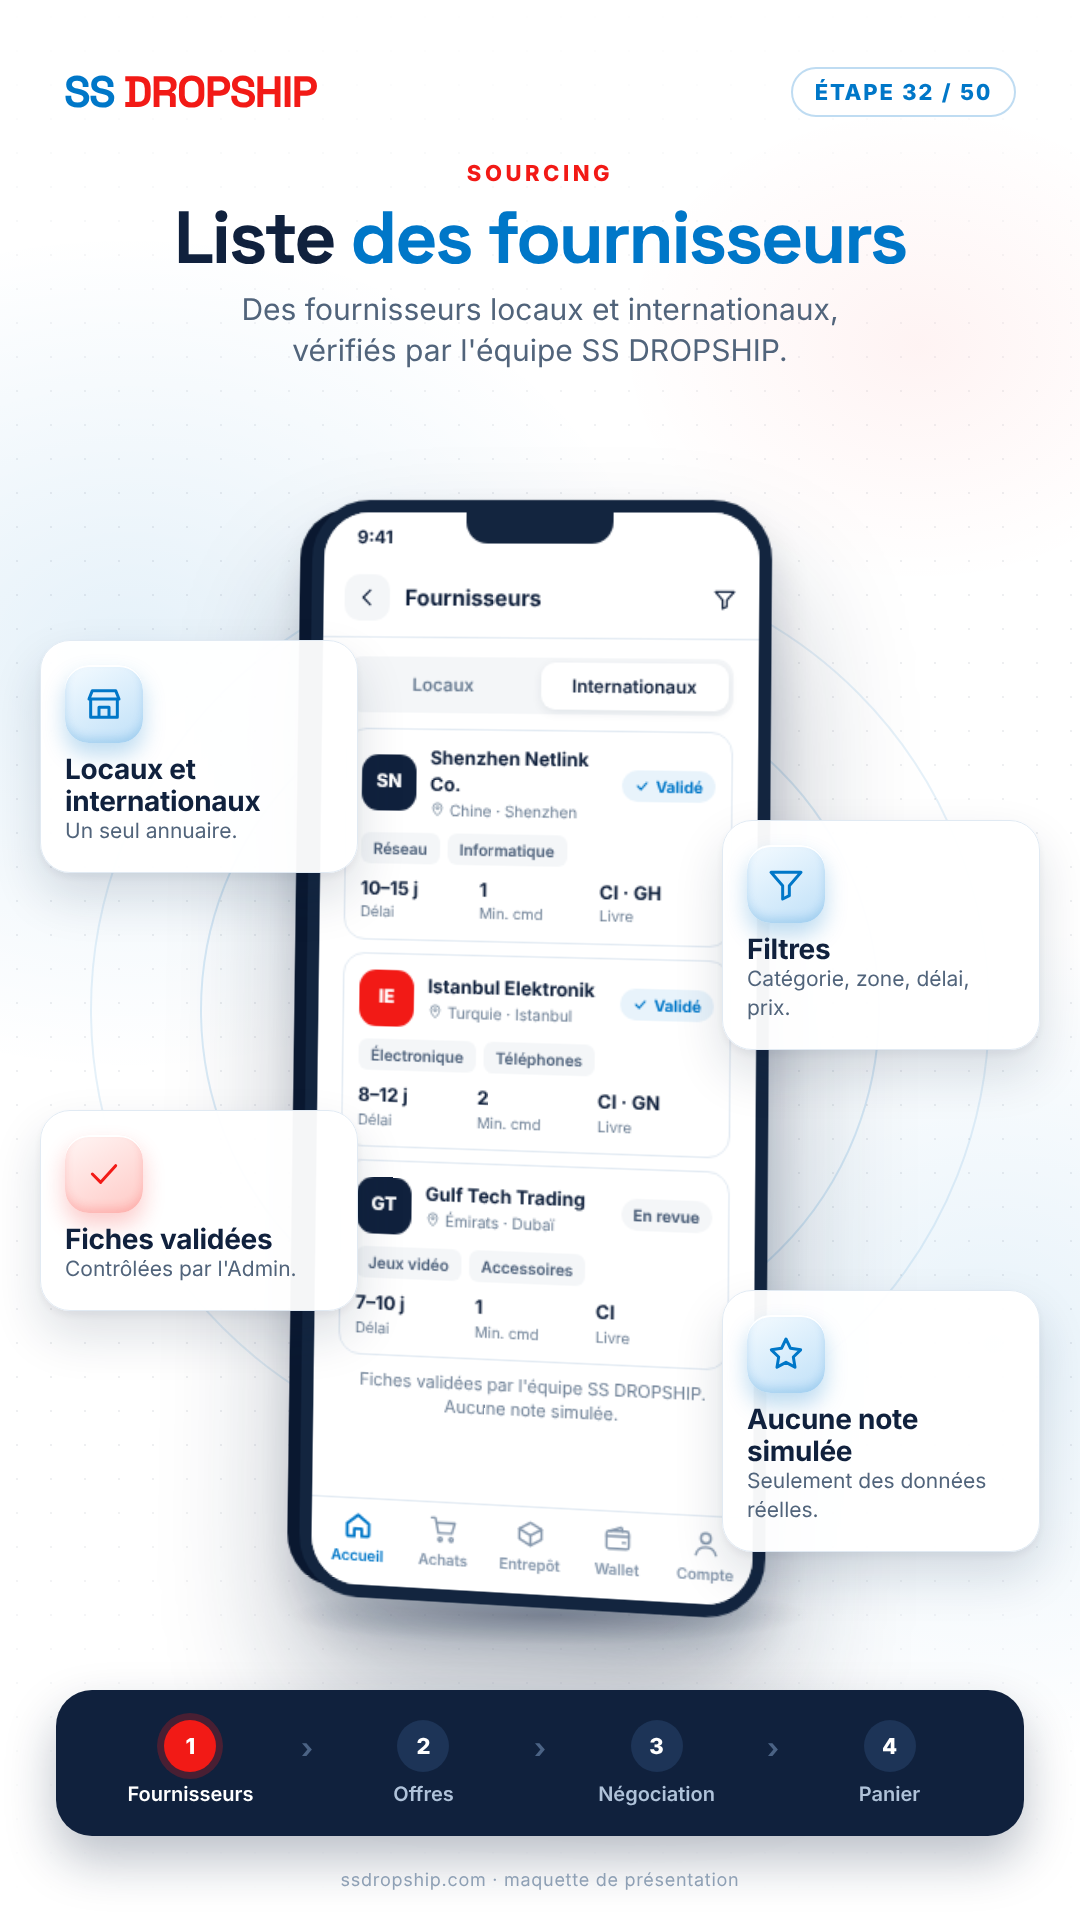 SS DROPSHIP
ÉTAPE 32 / 50
SOURCING
Liste des fournisseurs
Des fournisseurs locaux et internationaux,
vérifiés par l'équipe SS DROPSHIP.
9:41
Fournisseurs
Locaux
Internationaux
SN
Shenzhen Netlink
Co.
Chine · Shenzhen
Validé
Réseau
Informatique
10–15 j
Délai
1
Min. cmd
CI · GH
Livre
IE
Istanbul Elektronik
Turquie · Istanbul
Validé
Électronique
Téléphones
8–12 j
Délai
2
Min. cmd
CI · GN
Livre
GT
Gulf Tech Trading
Émirats · Dubaï
En revue
Jeux vidéo
Accessoires
7–10 j
Délai
1
Min. cmd
CI
Livre
Fiches validées par l'équipe SS DROPSHIP.
Aucune note simulée.
Accueil
Achats
Entrepôt
Wallet
Compte
Locaux et
internationaux
Un seul annuaire.
Filtres
Catégorie, zone, délai,
prix.
Fiches validées
Contrôlées par l'Admin.
Aucune note
simulée
Seulement des données
réelles.
1
Fournisseurs
›
2
Offres
›
3
Négociation
›
4
Panier
ssdropship.com · maquette de présentation